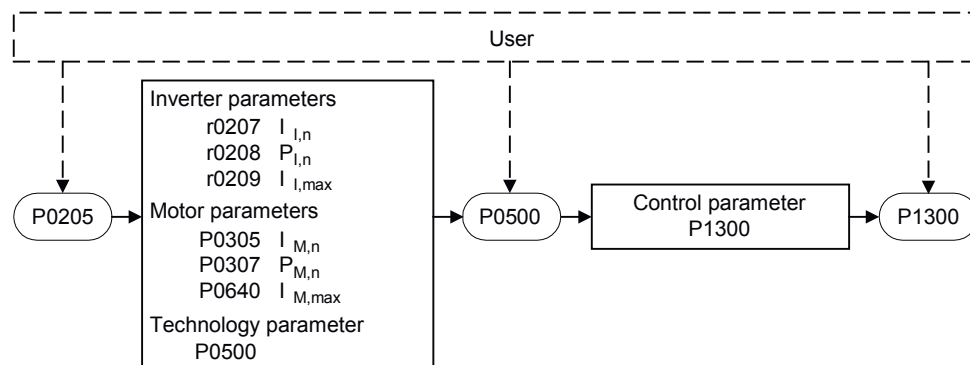 User
Inverter parameters
r0207 I I,n
r0208 P I,n
r0209 I I,max
P0205
Motor parameters
P0305 I M,n
P0307 P M,n
P0640 I M,max
Technology parameter
P0500
P0500
Control parameter
P1300
P1300